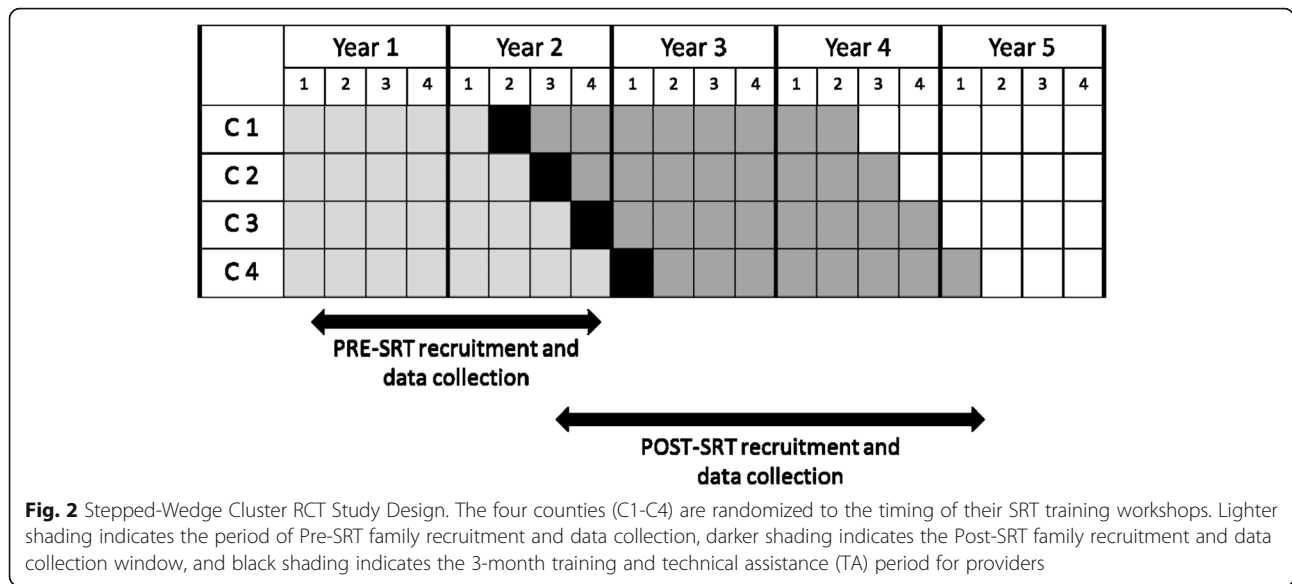 Year 1 Year 2 Year 3 Year 4 Year 5
1 2 3 4 1 2 3 4 1 2 3 4 1 2 3 4 1 2 3 4
C 1
C 2
C 3
C 4
PRE-SRT recruitment and
data collection
POST-SRT recruitment and
data collection
Fig. 2 Stepped-Wedge Cluster RCT Study Design. The four counties (C1-C4) are randomized to the timing of their SRT training workshops. Lighter
shading indicates the period of Pre-SRT family recruitment and data collection, darker shading indicates the Post-SRT family recruitment and data
collection window, and black shading indicates the 3-month training and technical assistance (TA) period for providers